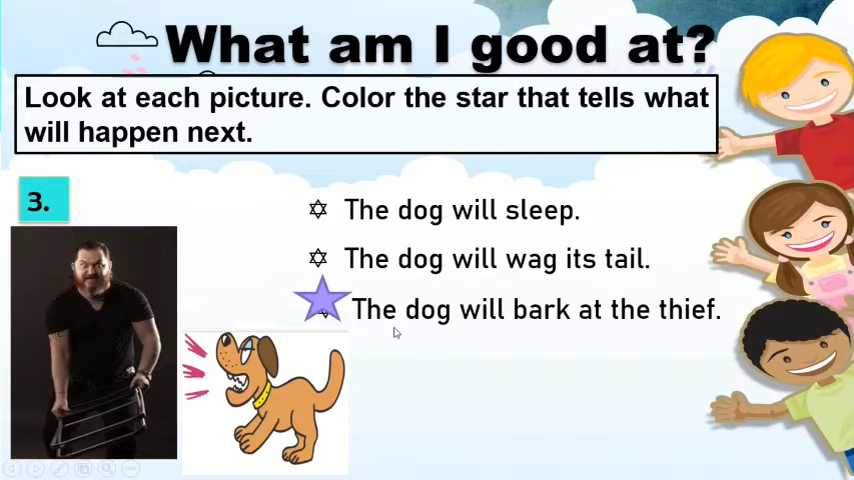 What am I good at?
Look at each picture. Color the star that tells what
will happen next.
3.
The dog will sleep.
The dog will wag its tail.
The dog will bark at the thief.